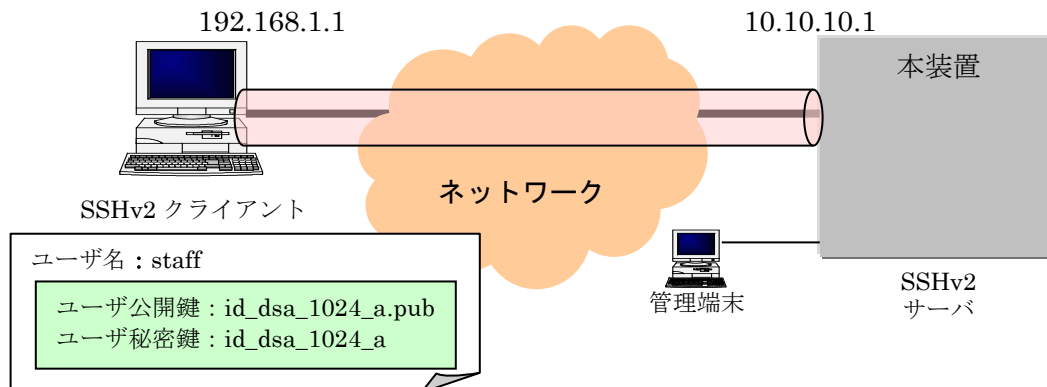 192.168.1.1
10.10.10.1
本装置
ネットワーク
SSHv2 クライアント
ユーザ名：staff
ユーザ公開鍵：id_dsa_1024_a.pub
ユーザ秘密鍵：id_dsa_1024_a
管理端末
SSHv2
サーバ